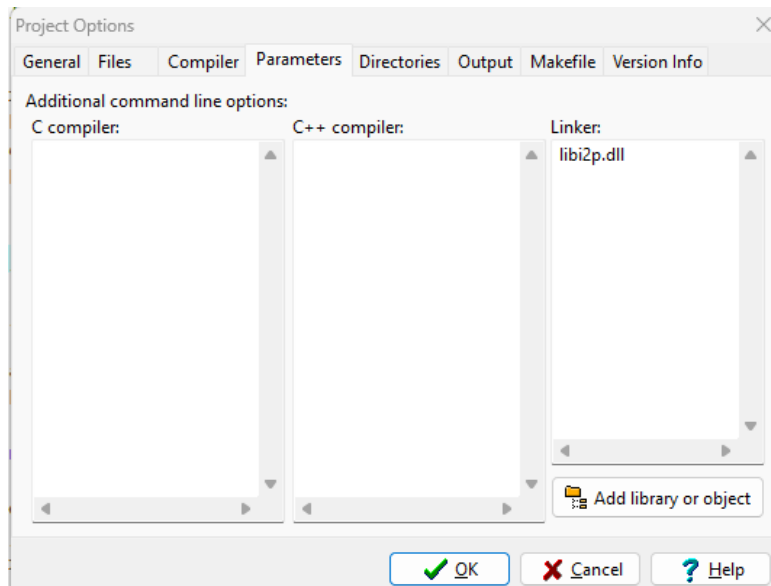 Project Options
General Files Compiler Parameters Directories Output Makefile Version Info
Additional command line options:
C compiler: C++ compiler: Linker:
libi2p.dll
Add library or object
OK Cancel Help